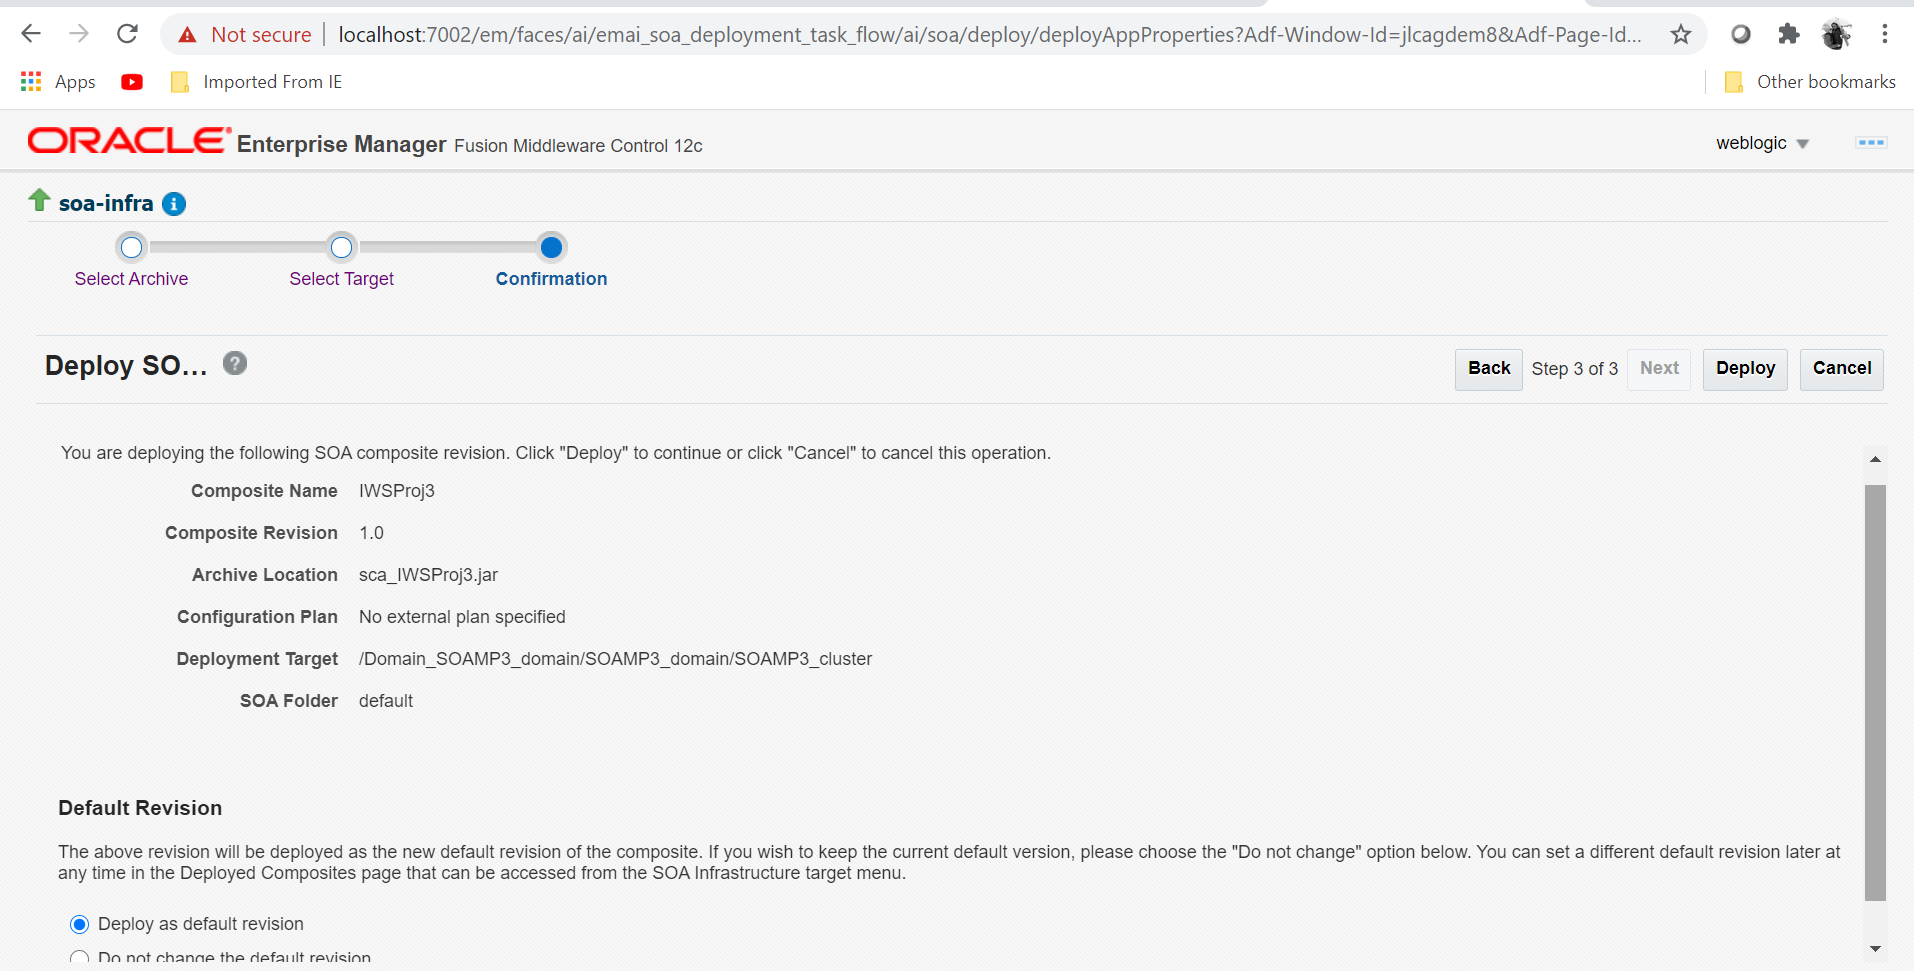 Not secure | localhost:7002/em/faces/ai/emai_soa_deployment_task_flow/ai/soa/deploy/deployAppProperties?Adf-Window-Id=jlcagdem8&Adf-Page-Id...
Apps Imported From IE Other bookmarks
ORACLE Enterprise Manager Fusion Middleware Control 12c weblogic
soa-infra
Select Archive Select Target Confirmation
Deploy SO... Back Step 3 of 3 Next Deploy Cancel
You are deploying the following SOA composite revision. Click "Deploy" to continue or click "Cancel" to cancel this operation.
Composite Name IWSProj3
Composite Revision 1.0
Archive Location sca_IWSProj3.jar
Configuration Plan No external plan specified
Deployment Target /Domain_SOAMP3_domain/SOAMP3_domain/SOAMP3_cluster
SOA Folder default
Default Revision
The above revision will be deployed as the new default revision of the composite. If you wish to keep the current default version, please choose the "Do not change" option below. You can set a different default revision later at
any time in the Deployed Composites page that can be accessed from the SOA Infrastructure target menu.
Deploy as default revision
Do not change the default revision